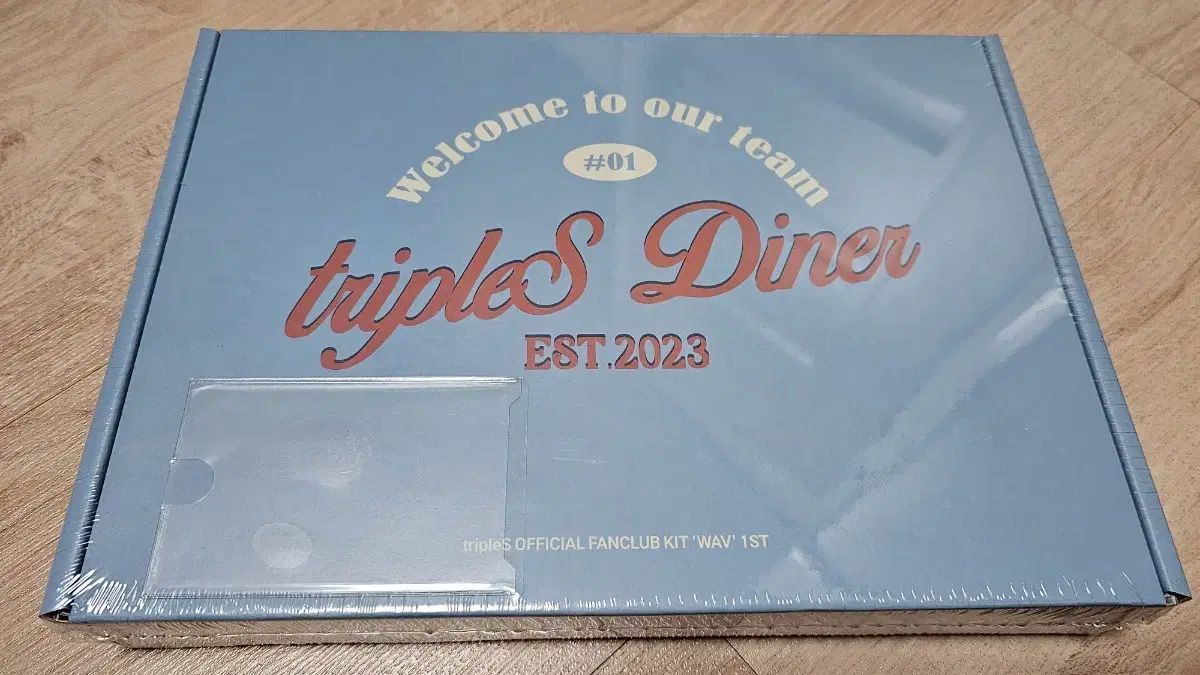 Welcome to our team
#01
tripleS Diner
EST.2023
tripleS OFFICIAL FANCLUB KIT 'WAV' 1ST